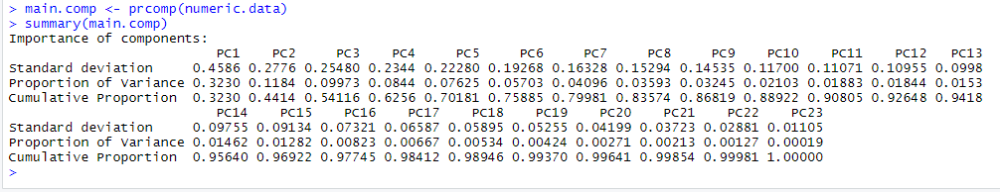 > main.comp <- prcomp(numeric.data)
> summary(main.comp)
Importance of components:
PC1 PC2 PC3 PC4 PC5 PC6 PC7 PC8 PC9 PC10 PC11 PC12 PC13
Standard deviation 0.4586 0.2776 0.25480 0.2344 0.22280 0.19268 0.16328 0.15294 0.14535 0.11700 0.11071 0.10955 0.0998
Proportion of Variance 0.3230 0.1184 0.09973 0.0844 0.07625 0.05703 0.04096 0.03593 0.03245 0.02103 0.01883 0.01844 0.0153
Cumulative Proportion 0.3230 0.4414 0.54116 0.6256 0.70181 0.75885 0.79981 0.83574 0.86819 0.88922 0.90805 0.92648 0.9418
PC14 PC15 PC16 PC17 PC18 PC19 PC20 PC21 PC22 PC23
Standard deviation 0.09755 0.09134 0.07321 0.06587 0.05895 0.05255 0.04199 0.03723 0.02881 0.01105
Proportion of Variance 0.01462 0.01282 0.00823 0.00667 0.00534 0.00424 0.00271 0.00213 0.00127 0.00019
Cumulative Proportion 0.95640 0.96922 0.97745 0.98412 0.98946 0.99370 0.99641 0.99854 0.99981 1.00000
>